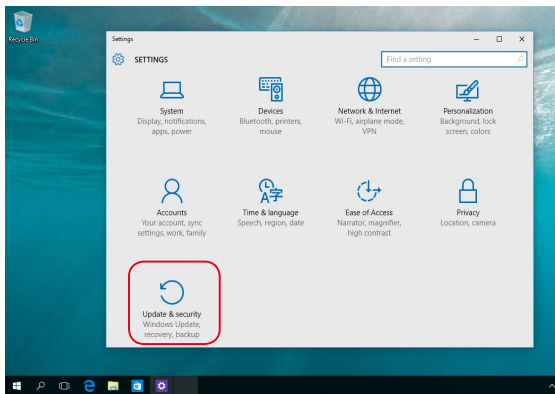 Recycle Bin
Settings
SETTINGS
Find a setting
System
Display, notifications,
apps, power
Devices
Bluetooth, printers,
mouse
Network & Internet
Wi-Fi, airplane mode,
VPN
Personalization
Background, lock
screen, colors
Accounts
Your account, sync
settings, work, family
Time & language
Speech, region, date
Ease of Access
Narrator, magnifier,
high contrast
Privacy
Location, camera
Update & security
Windows Update,
recovery, backup